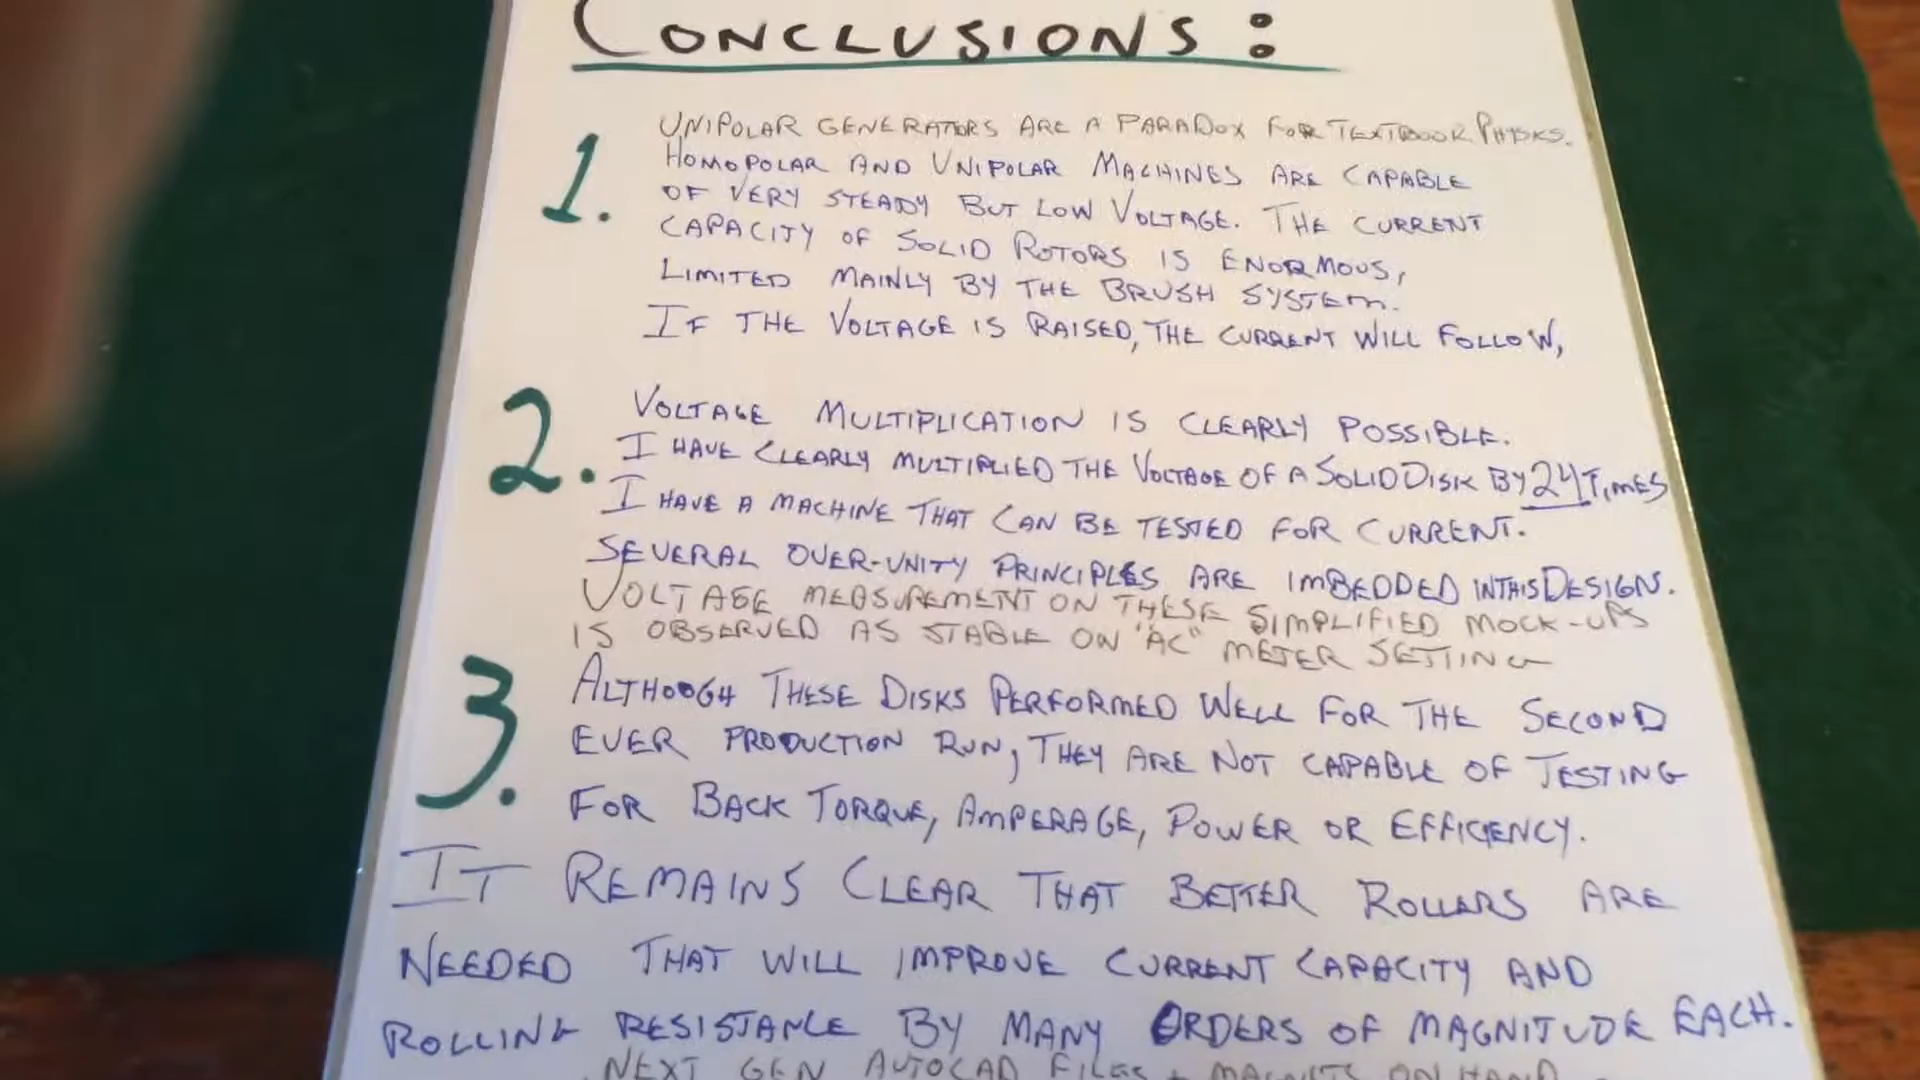 CONCLUSIONS:
1. UNIPOLAR GENERATORS ARE A PARADOX FOR TEXTBOOK PHYSICS.
HOMOPOLAR AND UNIPOLAR MACHINES ARE CAPABLE
OF VERY STEADY BUT LOW VOLTAGE. THE CURRENT
CAPACITY OF SOLID ROTORS IS ENORMOUS,
LIMITED MAINLY BY THE BRUSH SYSTEM.
IF THE VOLTAGE IS RAISED, THE CURRENT WILL FOLLOW,
2. VOLTAGE MULTIPLICATION IS CLEARLY POSSIBLE.
I HAVE CLEARLY MULTIPLIED THE VOLTAGE OF A SOLID DISK BY 24 TIMES
I HAVE A MACHINE THAT CAN BE TESTED FOR CURRENT.
SEVERAL OVER-UNITY PRINCIPLES ARE IMBEDDED IN THIS DESIGN.
VOLTAGE MEASUREMENT ON THESE SIMPLIFIED MOCK-UPS
IS OBSERVED AS STABLE ON "AC" METER SETTING
3. ALTHOUGH THESE DISKS PERFORMED WELL FOR THE SECOND
EVER PRODUCTION RUN, THEY ARE NOT CAPABLE OF TESTING
FOR BACK TORQUE, AMPERAGE, POWER OR EFFICIENCY.
IT REMAINS CLEAR THAT BETTER ROLLERS ARE
NEEDED THAT WILL IMPROVE CURRENT CAPACITY AND
ROLLING RESISTANCE BY MANY ORDERS OF MAGNITUDE EACH.
NEXT GEN AUTOCAD FILES + MAGNETS ON HAND